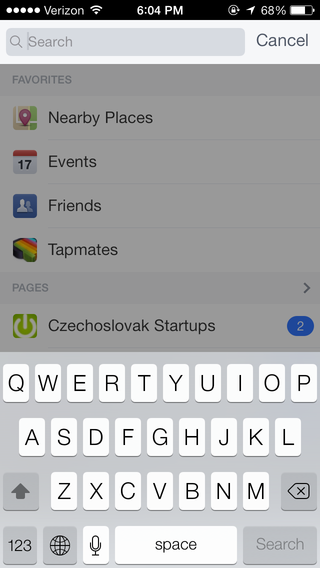 Verizon 6:04 PM 68%
Search Cancel
FAVORITES
Nearby Places
17 Events
Friends
Tapmates
PAGES
Czechoslovak Startups 2
Q W E R T Y U I O P
A S D F G H J K L
Z X C V B N M
123 space Search